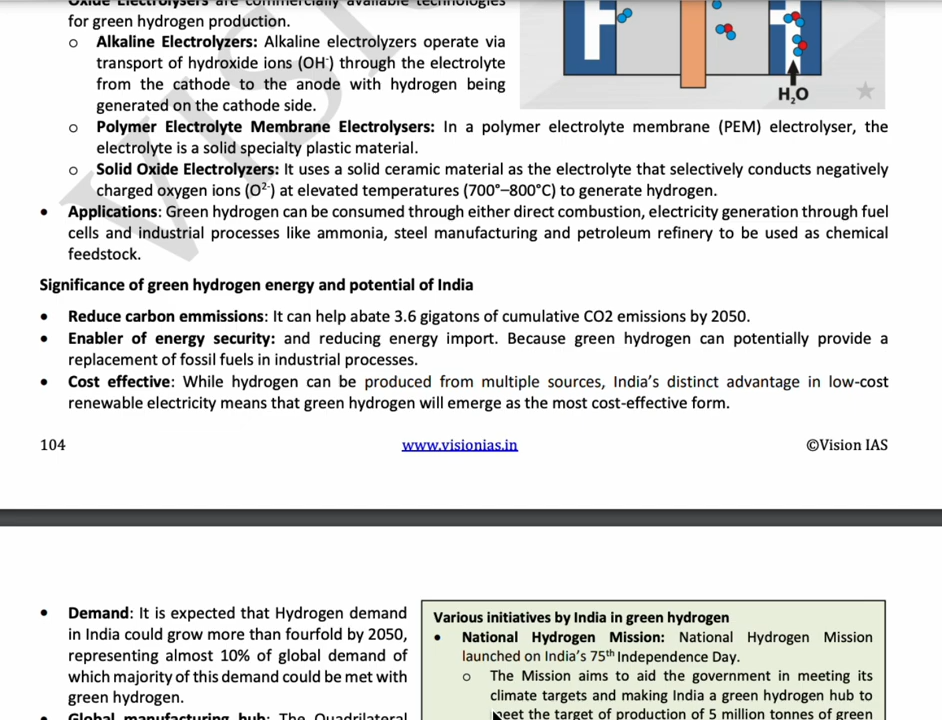 Oxide Electrolysers are commercially available technologies
for green hydrogen production.
o Alkaline Electrolyzers: Alkaline electrolyzers operate via
transport of hydroxide ions (OH⁻) through the electrolyte
from the cathode to the anode with hydrogen being
generated on the cathode side.
H₂O
o Polymer Electrolyte Membrane Electrolysers: In a polymer electrolyte membrane (PEM) electrolyser, the
electrolyte is a solid specialty plastic material.
o Solid Oxide Electrolyzers: It uses a solid ceramic material as the electrolyte that selectively conducts negatively
charged oxygen ions (O²⁻) at elevated temperatures (700°–800°C) to generate hydrogen.
• Applications: Green hydrogen can be consumed through either direct combustion, electricity generation through fuel
cells and industrial processes like ammonia, steel manufacturing and petroleum refinery to be used as chemical
feedstock.
Significance of green hydrogen energy and potential of India
• Reduce carbon emmissions: It can help abate 3.6 gigatons of cumulative CO2 emissions by 2050.
• Enabler of energy security: and reducing energy import. Because green hydrogen can potentially provide a
replacement of fossil fuels in industrial processes.
• Cost effective: While hydrogen can be produced from multiple sources, India's distinct advantage in low-cost
renewable electricity means that green hydrogen will emerge as the most cost-effective form.
104 www.visionias.in ©Vision IAS
• Demand: It is expected that Hydrogen demand
in India could grow more than fourfold by 2050,
representing almost 10% of global demand of
which majority of this demand could be met with
green hydrogen.
• Global manufacturing hub: The Quadrilateral
Various initiatives by India in green hydrogen
• National Hydrogen Mission: National Hydrogen Mission
launched on India's 75th Independence Day.
o The Mission aims to aid the government in meeting its
climate targets and making India a green hydrogen hub to
meet the target of production of 5 million tonnes of green